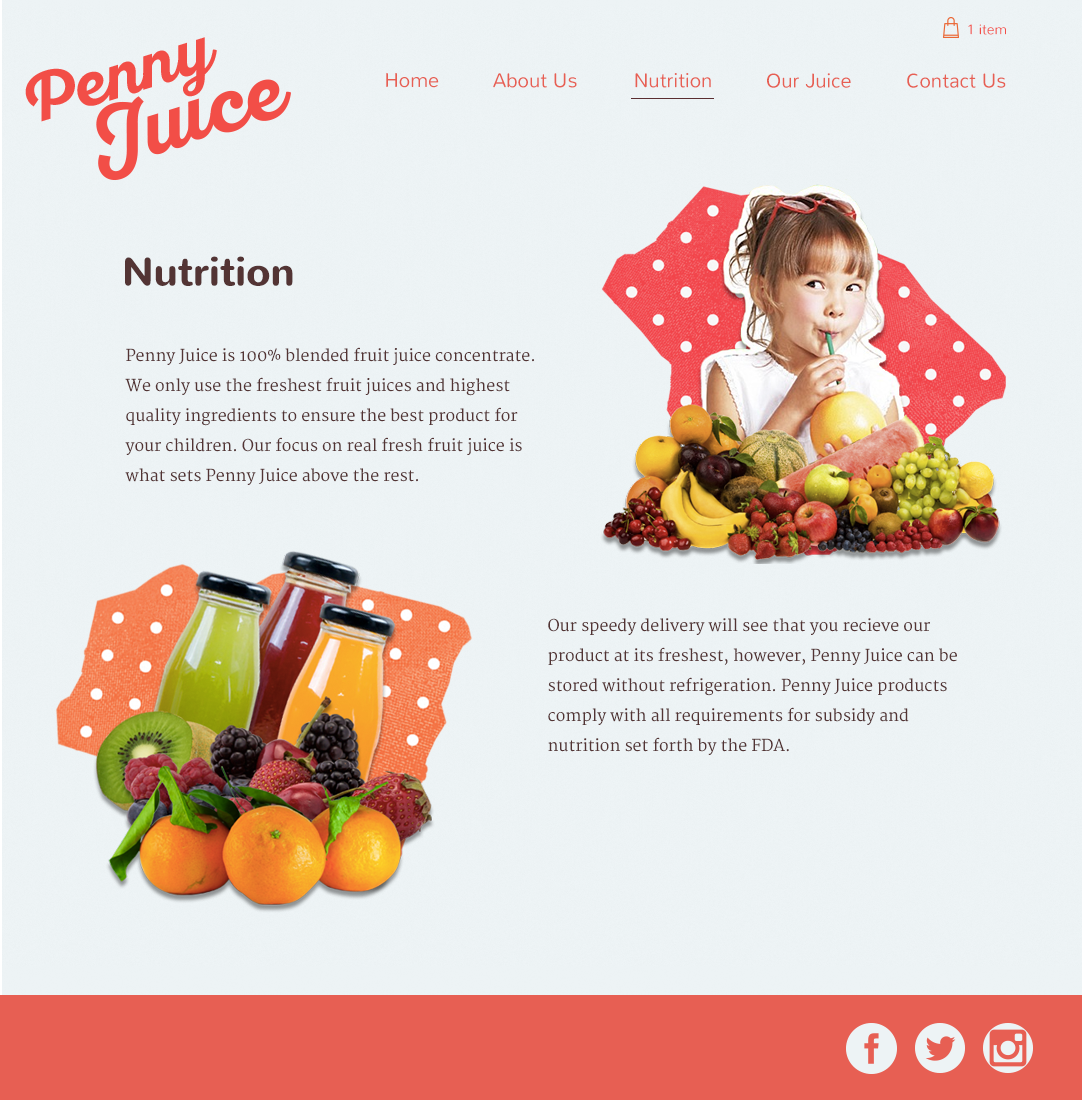 1 item
Penny
Juice
Home
About Us
Nutrition
Our Juice
Contact Us
Nutrition
Penny Juice is 100% blended fruit juice concentrate.
We only use the freshest fruit juices and highest
quality ingredients to ensure the best product for
your children. Our focus on real fresh fruit juice is
what sets Penny Juice above the rest.
Our speedy delivery will see that you recieve our
product at its freshest, however, Penny Juice can be
stored without refrigeration. Penny Juice products
comply with all requirements for subsidy and
nutrition set forth by the FDA.